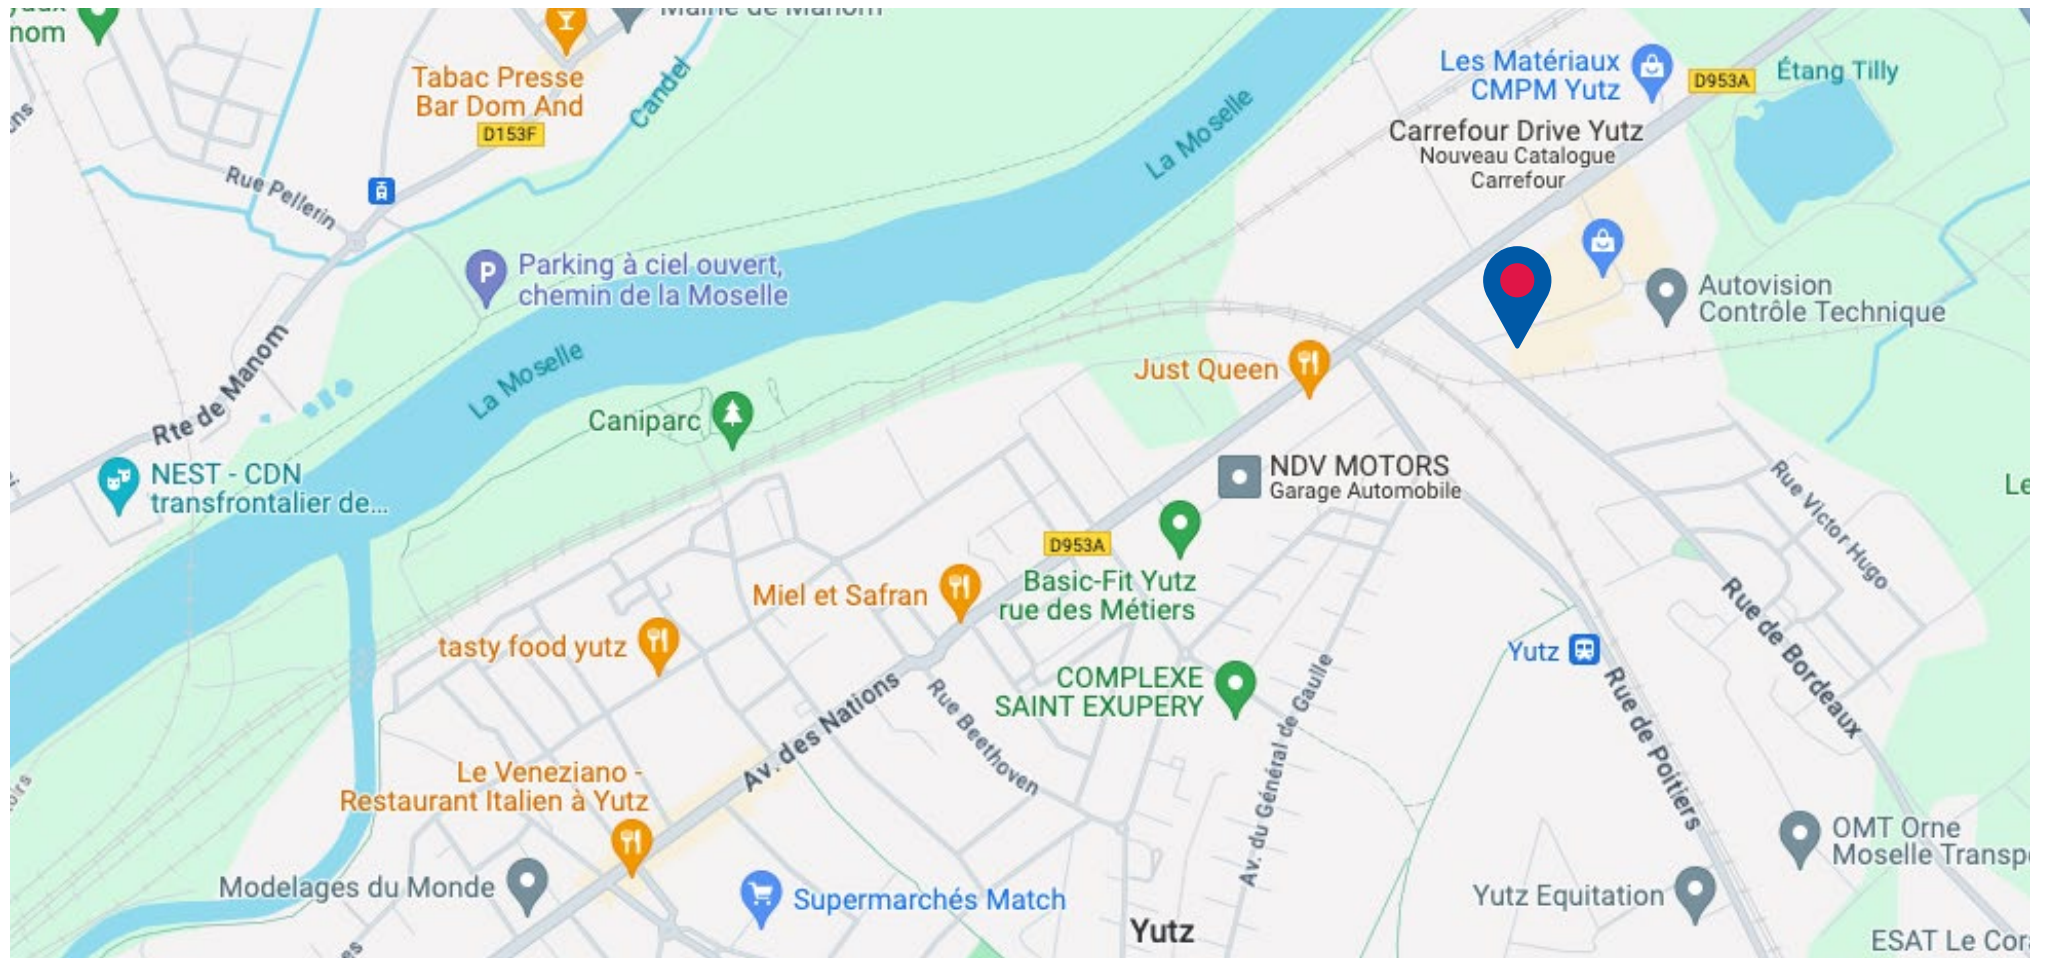 nom
Mairie de Manom
Tabac Presse
Bar Dom And
D153F
Candel
Rue Pellerin
La Moselle
Les Matériaux
CMPM Yutz
D953A
Étang Tilly
Carrefour Drive Yutz
Nouveau Catalogue
Carrefour
P
Parking à ciel ouvert,
chemin de la Moselle
Autovision
Contrôle Technique
Rte de Manom
La Moselle
Just Queen
Caniparc
NEST - CDN
transfrontalier de...
NDV MOTORS
Garage Automobile
Rue Victor Hugo
Le
D953A
Basic-Fit Yutz
rue des Métiers
Miel et Safran
tasty food yutz
Yutz
Rue de Bordeaux
COMPLEXE
SAINT EXUPERY
Av. des Nations
Rue Beethoven
Av. du Général de Gaulle
Rue de Poitiers
Le Veneziano -
Restaurant Italien à Yutz
OMT Orne
Moselle Transp
Modelages du Monde
Supermarchés Match
Yutz Equitation
Yutz
ESAT Le Cor